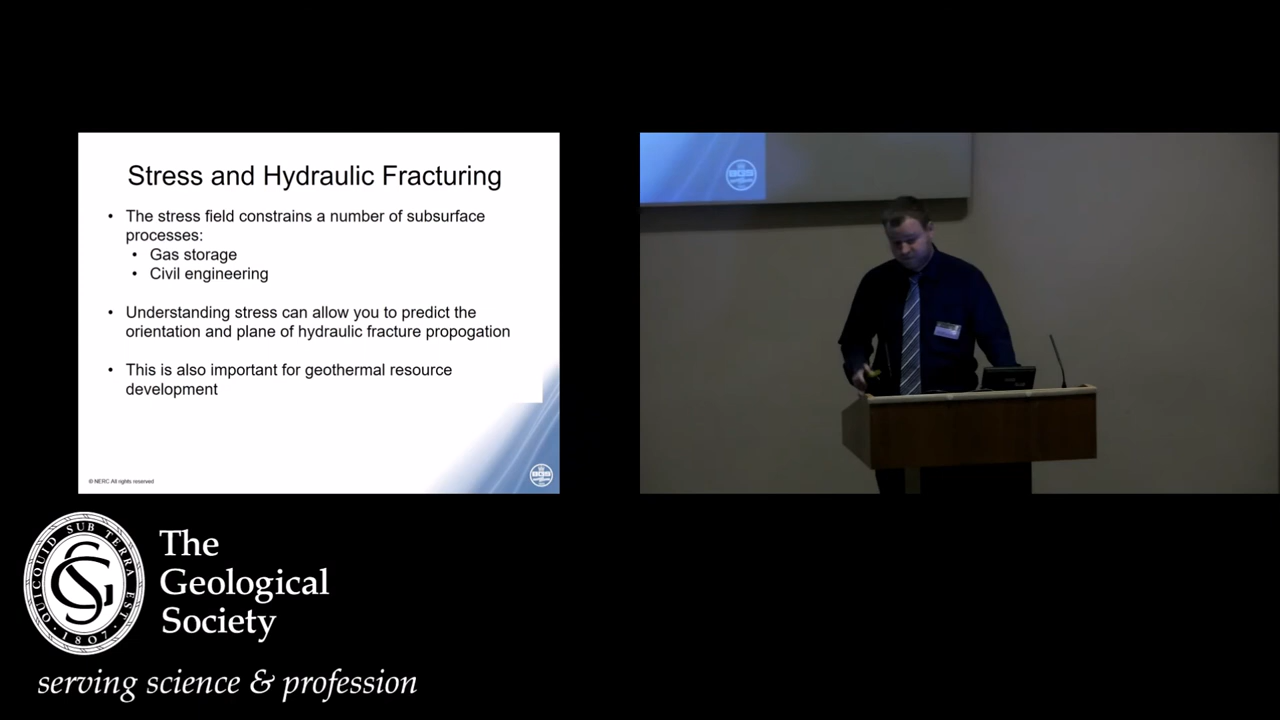 Stress and Hydraulic Fracturing
• The stress field constrains a number of subsurface
processes:
• Gas storage
• Civil engineering
• Understanding stress can allow you to predict the
orientation and plane of hydraulic fracture propogation
• This is also important for geothermal resource
development
© NERC All rights reserved
BGS
BGS
QUICQUID SUB TERRA EST
1807
The
Geological
Society
serving science & profession